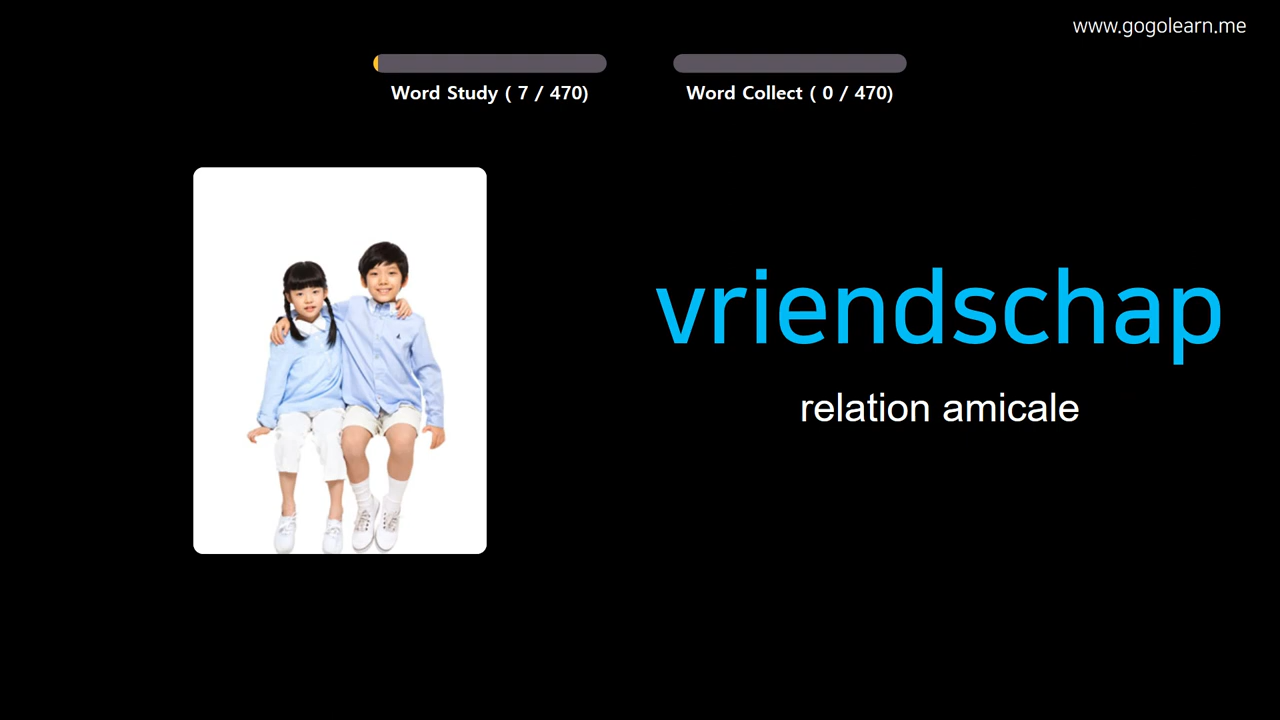 www.gogolearn.me
Word Study ( 7 / 470)
Word Collect ( 0 / 470)
vriendschap
relation amicale